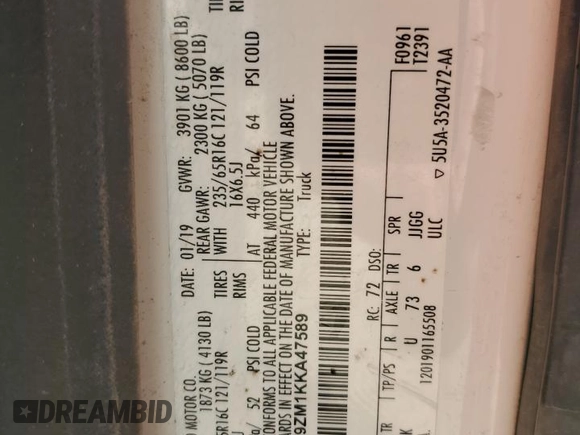 D MOTOR CO.
DATE: 01/19 GVWR: 3901 KG ( 8600 LB)
1873 KG ( 4130 LB) REAR GAWR: 2300 KG ( 5070 LB)
65R16C 121/119R TIRES WITH 235/65R16C 121/119R
J RIMS 16X6.5J
a/ 52 PSI COLD AT 440 kPa/ 64 PSI COLD
ONFORMS TO ALL APPLICABLE FEDERAL MOTOR VEHICLE
ARDS IN EFFECT ON THE DATE OF MANUFACTURE SHOWN ABOVE.
9ZM1KKA47589 TYPE: Truck
F0961
RC: 72 DSO: T2391
TR TP/PS R AXLE TR SPR
U 73 6 JJGG
K ULC
1201901165508 ▽ 5U5A-3520472-AA
DREAMBID